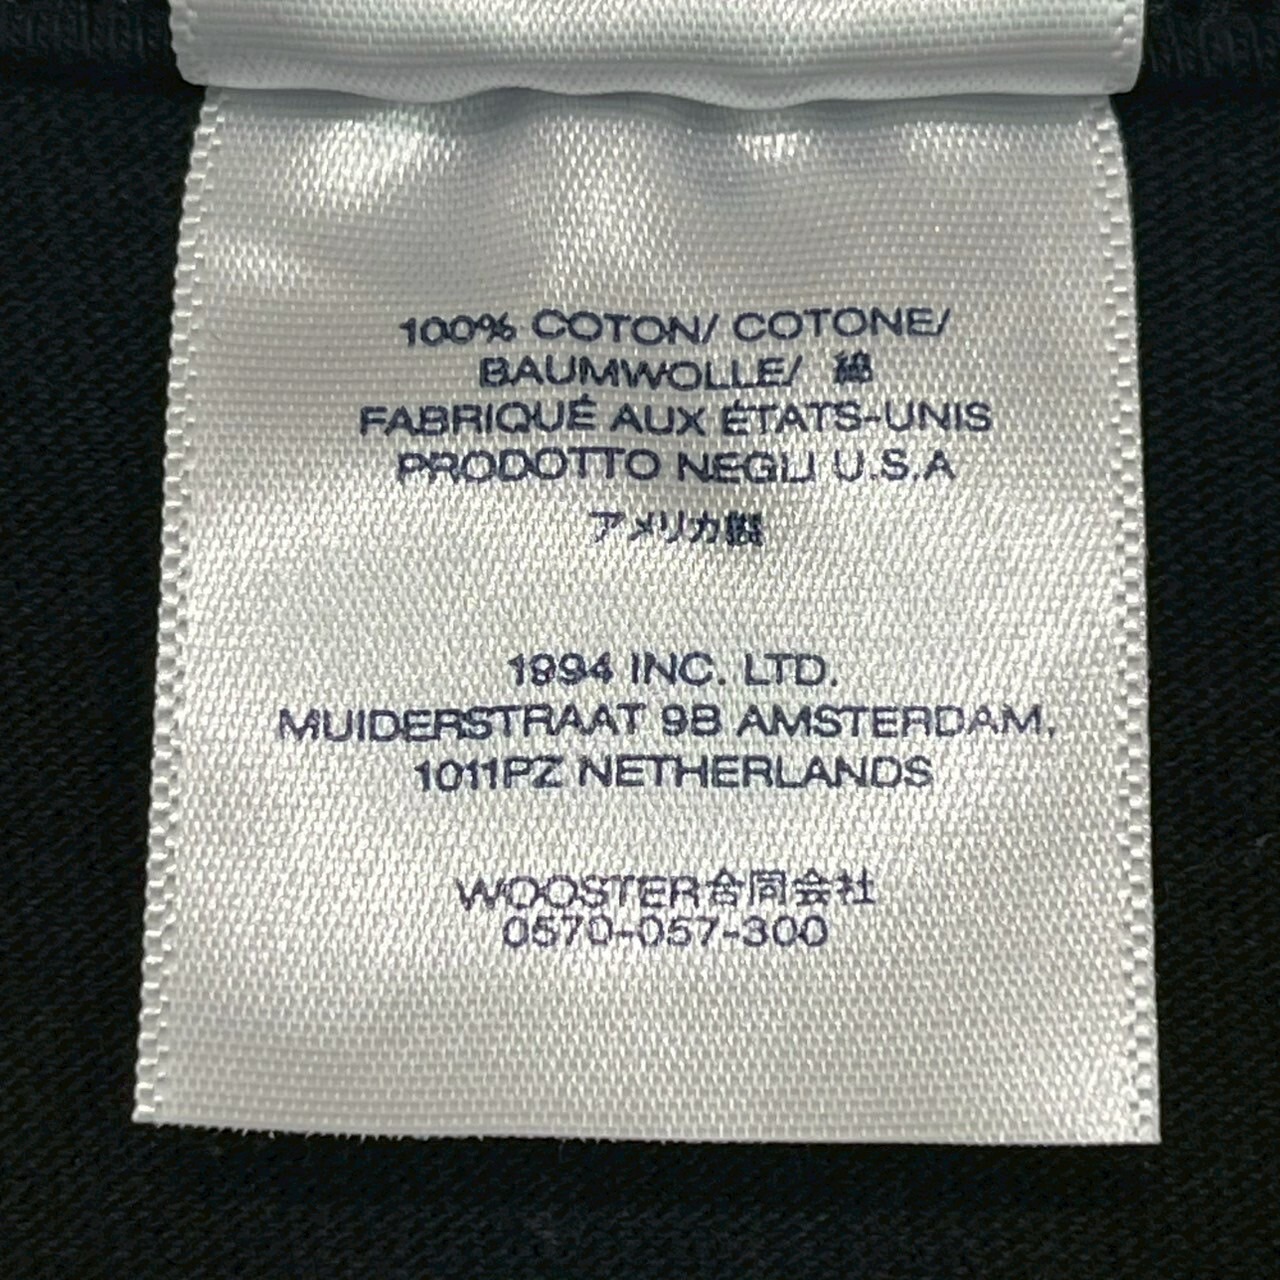 100% COTON/ COTONE/
BAUMWOLLE/ 綿
FABRIQUÉ AUX ÉTATS-UNIS
PRODOTTO NEGLI U.S.A
アメリカ製
1994 INC. LTD.
MUIDERSTRAAT 9B AMSTERDAM,
1011PZ NETHERLANDS
WOOSTER合同会社
0570-057-300